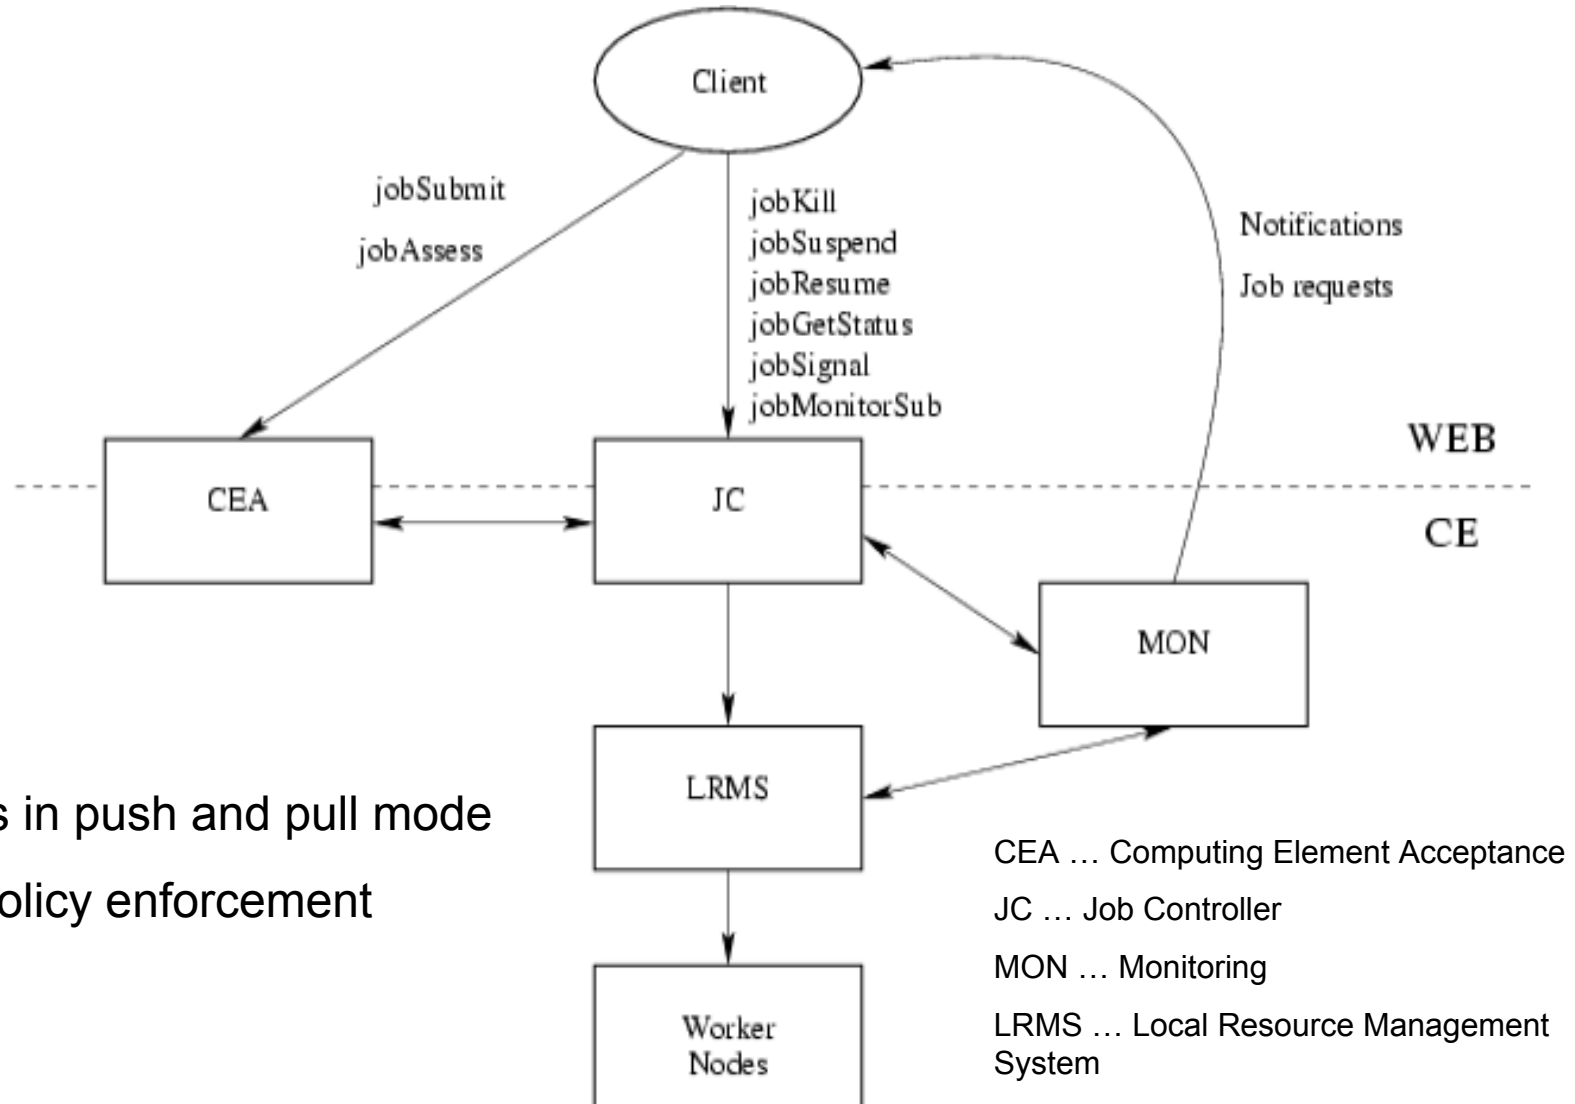 Client
jobSubmit
jobAssess
jobKill
jobSuspend
jobResume
jobGetStatus
jobSignal
jobMonitorSub
Notifications
Job requests
WEB
CEA
JC
CE
MON
LRMS
in push and pull mode
enforcement
Worker
Nodes
CEA … Computing Element Acceptance
JC … Job Controller
MON … Monitoring
LRMS … Local Resource Management
System